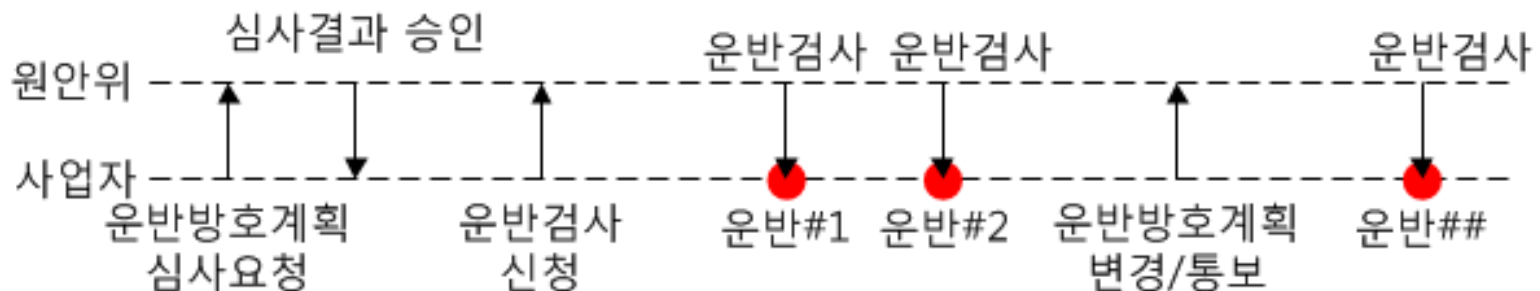 심사결과 승인
운반검사 운반검사 운반검사
원안위
사업자
운반방호계획
심사요청
운반검사
신청
운반#1
운반#2
운반방호계획
변경/통보
운반##